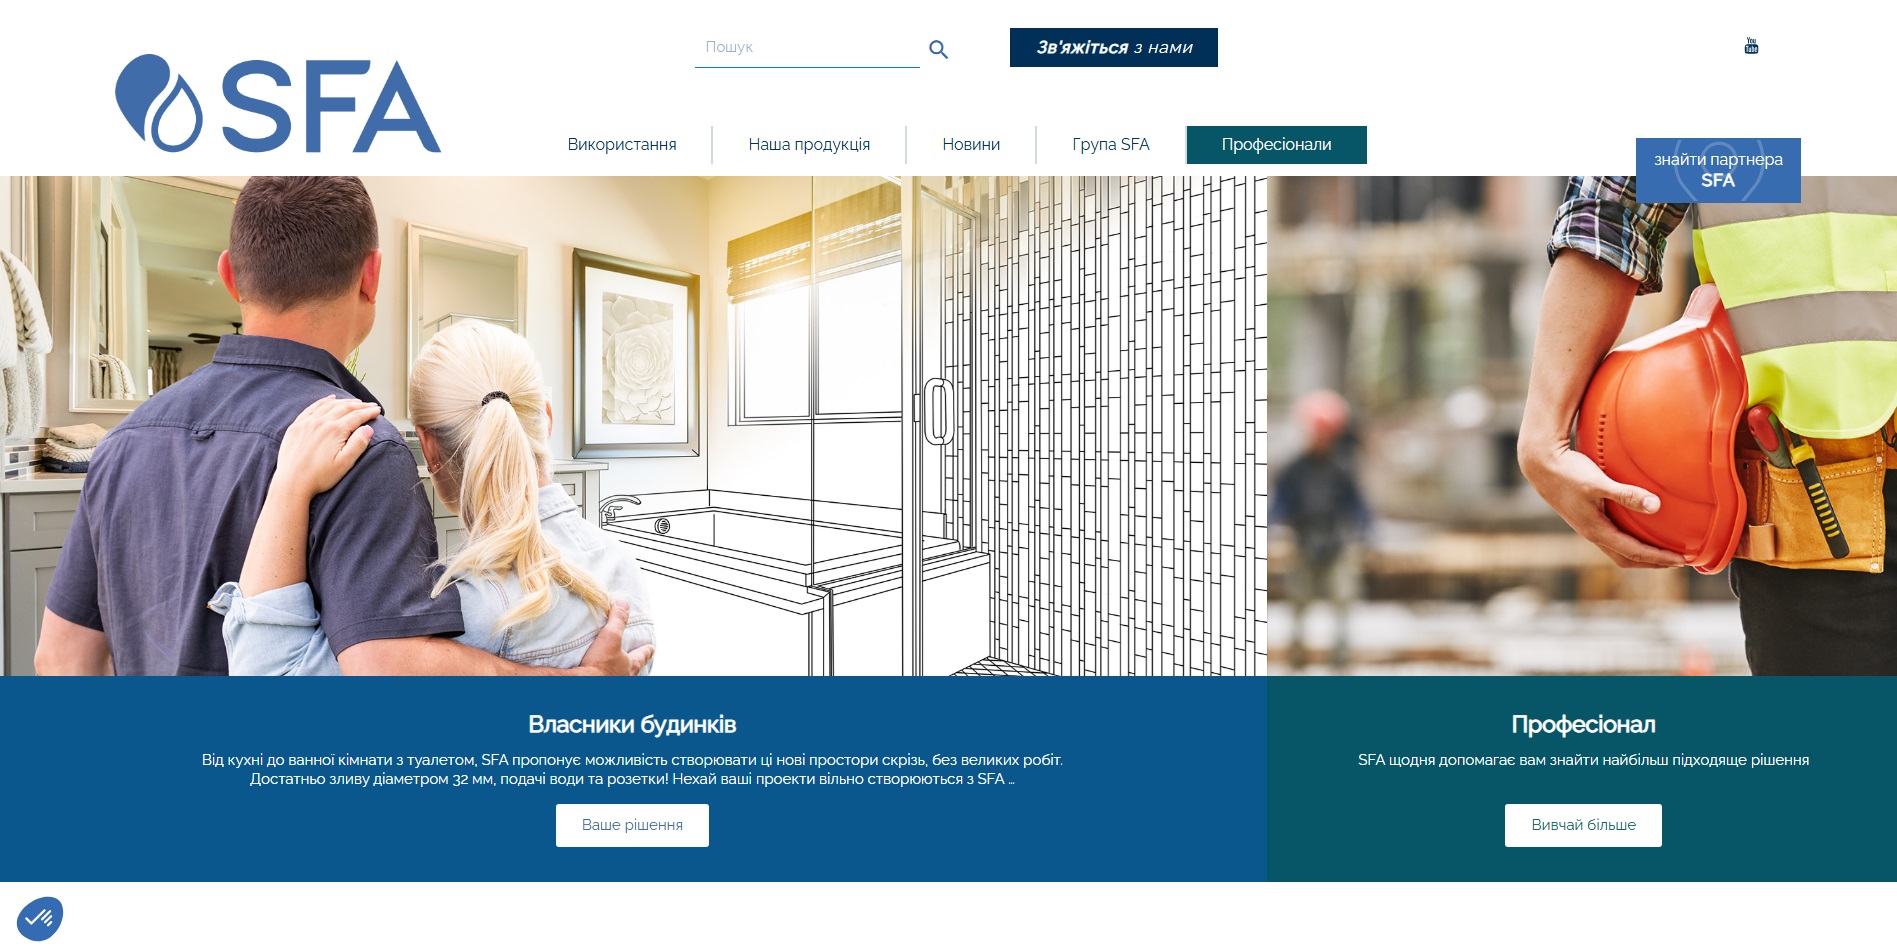 Пошук
Зв'яжіться з нами
You
Tube
SFA
Використання
Наша продукція
Новини
Група SFA
Професіонали
знайти партнера
SFA
Власники будинків
Від кухні до ванної кімнати з туалетом, SFA пропонує можливість створювати ці нові простори скрізь, без великих робіт.
Достатньо зливу діаметром 32 мм, подачі води та розетки! Нехай ваші проекти вільно створюються з SFA ...
Ваше рішення
Професіонал
SFA щодня допомагає вам знайти найбільш підходяще рішення
Вивчай більше